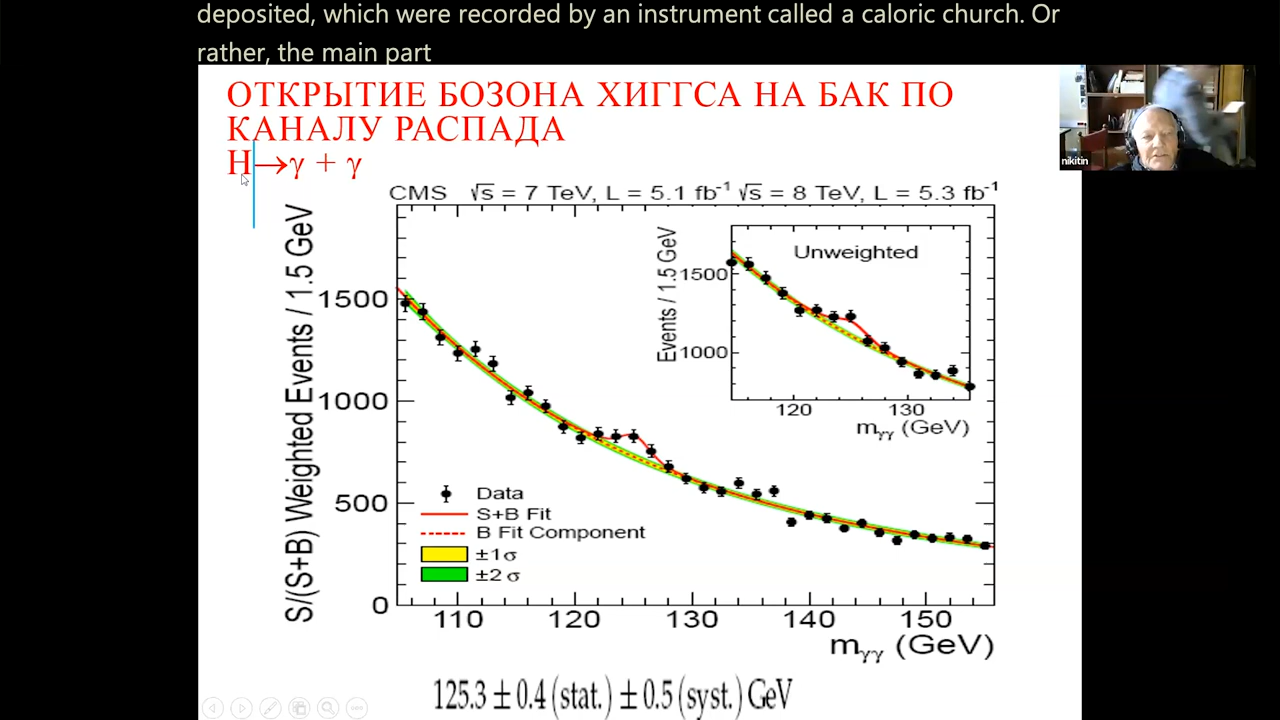 deposited, which were recorded by an instrument called a caloric church. Or
rather, the main part
ОТКРЫТИЕ БОЗОНА ХИГГСА НА БАК ПО
КАНАЛУ РАСПАДА
H→γ + γ
nikitin
CMS √s = 7 TeV, L = 5.1 fb⁻¹ √s = 8 TeV, L = 5.3 fb⁻¹
S/(S+B) Weighted Events / 1.5 GeV
1500
1000
500
0
110 120 130 140 150
m_γγ (GeV)
Unweighted
Events / 1.5 GeV
1500
1000
120 130
m_γγ (GeV)
Data
S+B Fit
B Fit Component
±1σ
±2 σ
125.3 ± 0.4 (stat.) ± 0.5 (syst.) GeV